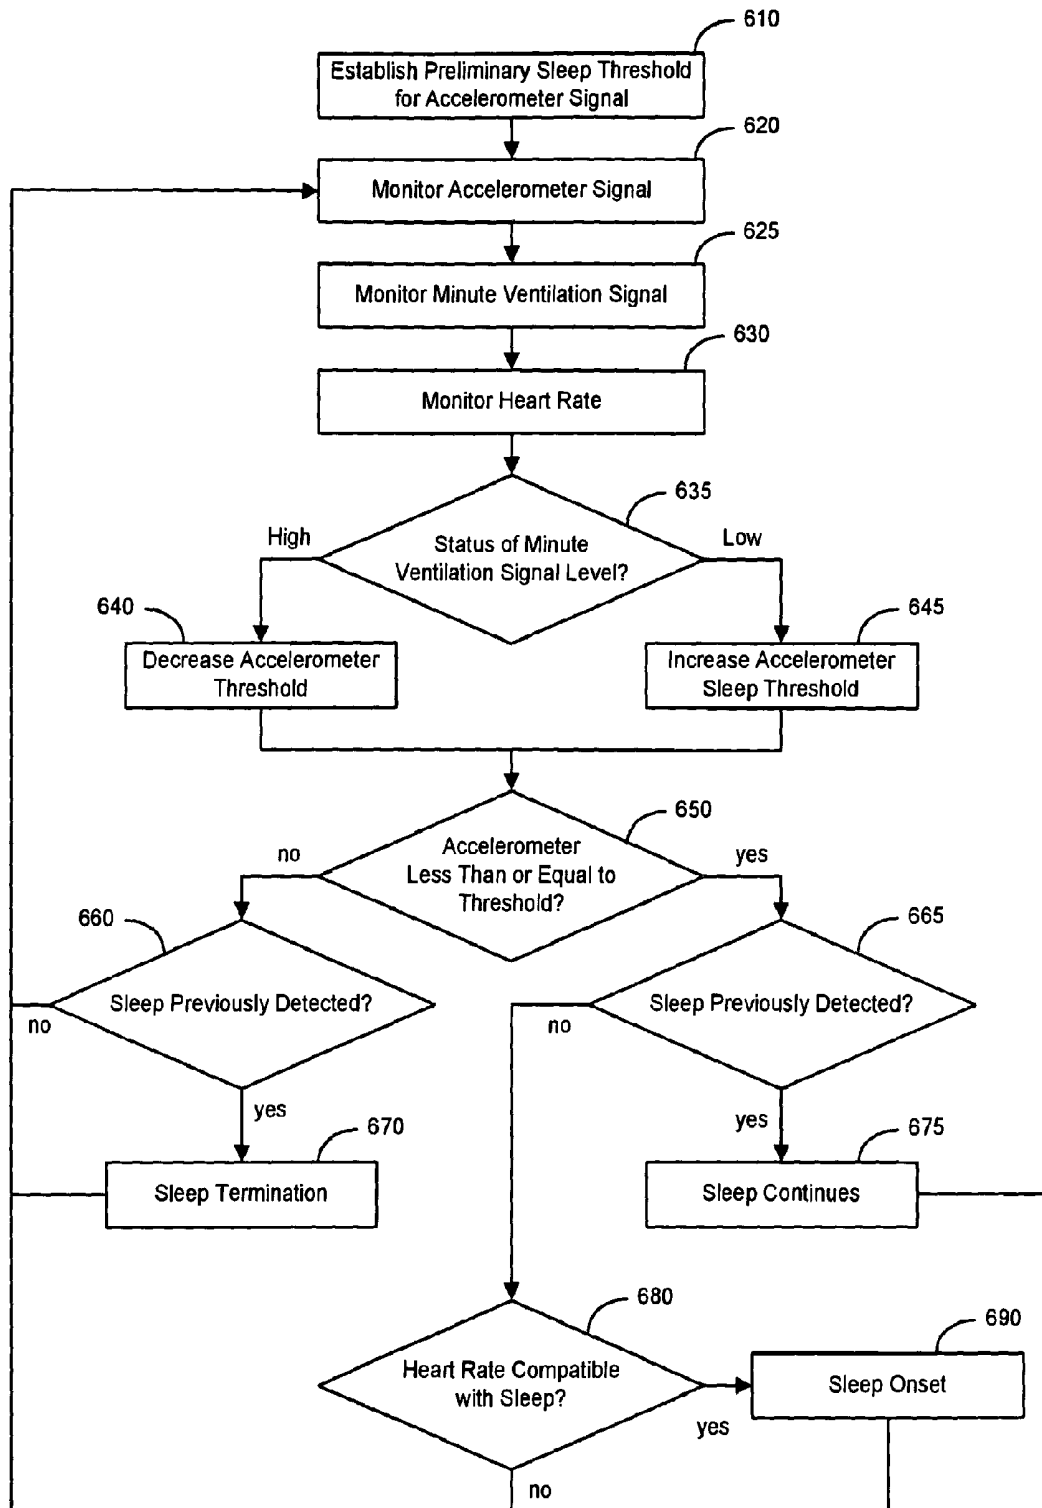 610
Establish Preliminary Sleep Threshold
for Accelerometer Signal
620
Monitor Accelerometer Signal
625
Monitor Minute Ventilation Signal
630
Monitor Heart Rate
635
High
Status of Minute
Ventilation Signal Level?
Low
640
Decrease Accelerometer
Threshold
645
Increase Accelerometer
Sleep Threshold
650
no
Accelerometer
Less Than or Equal to
Threshold?
yes
660
Sleep Previously Detected?
no
yes
665
Sleep Previously Detected?
no
yes
670
Sleep Termination
675
Sleep Continues
680
Heart Rate Compatible
with Sleep?
yes
no
690
Sleep Onset